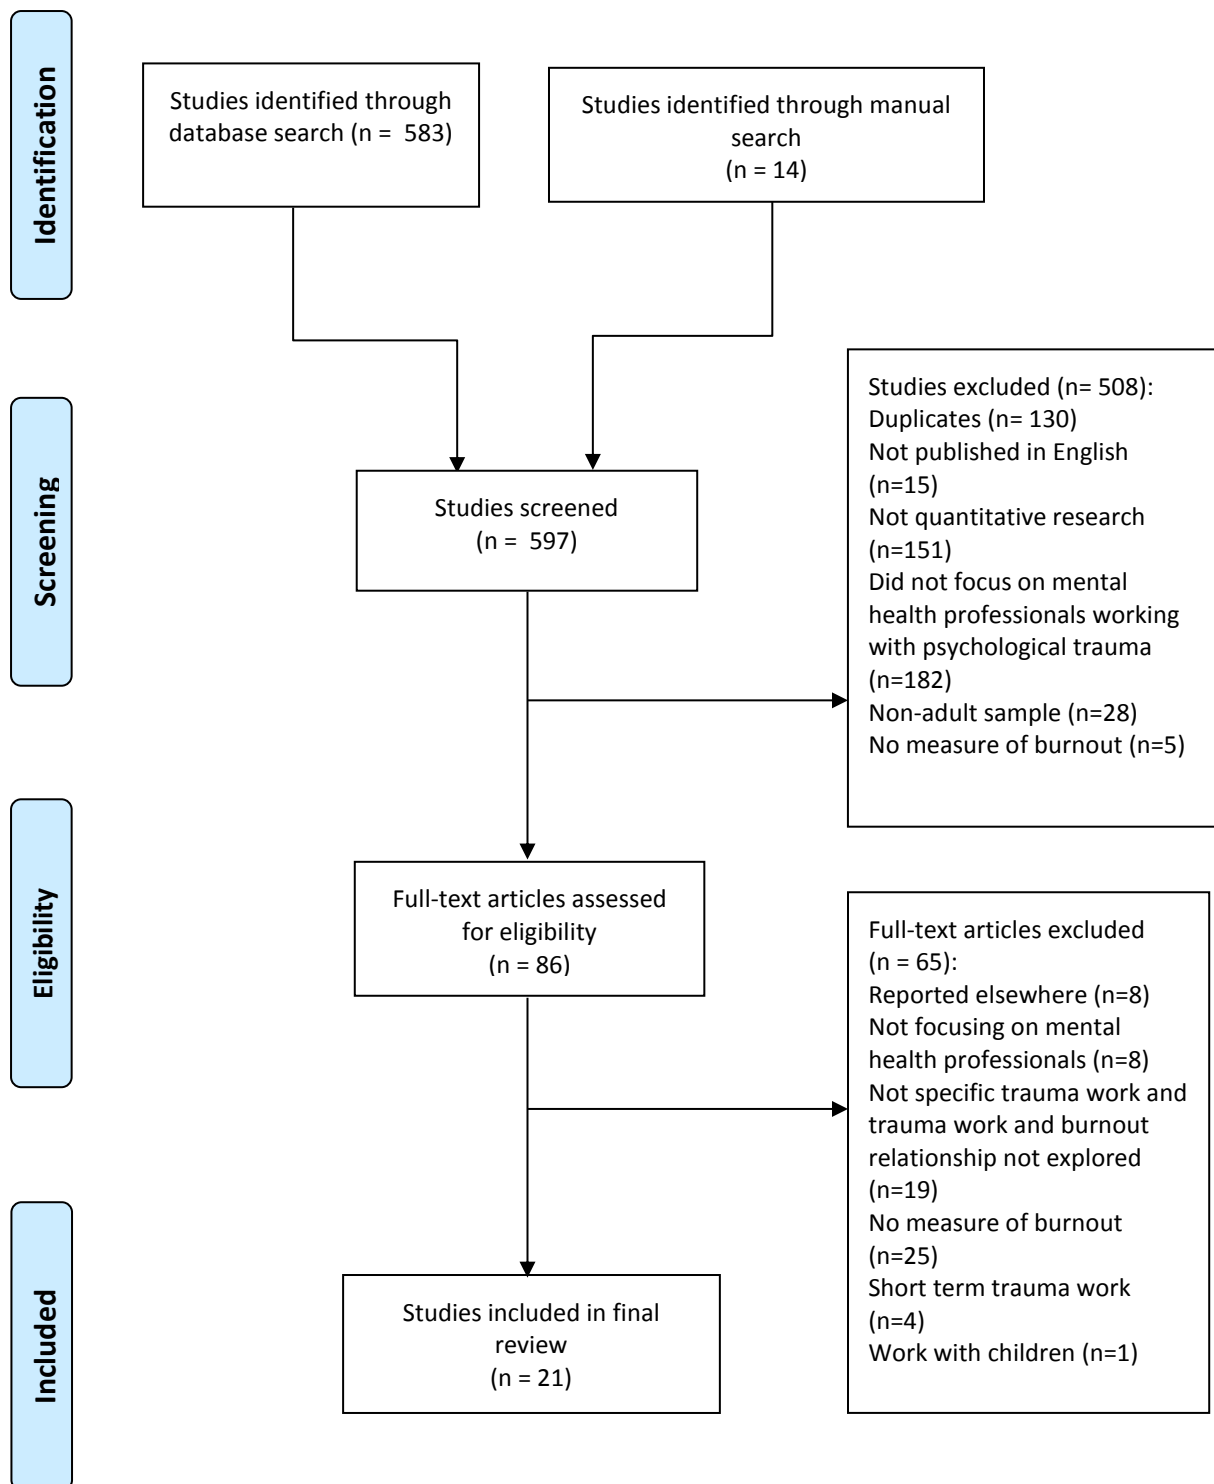 Identification
Studies identified through
database search (n =  583)
Studies identified through manual
search
(n = 14)
Screening
Studies screened
(n =  597)
Studies excluded (n= 508):
Duplicates (n= 130)
Not published in English
(n=15)
Not quantitative research
(n=151)
Did not focus on mental
health professionals working
with psychological trauma
(n=182)
Non-adult sample (n=28)
No measure of burnout (n=5)
Eligibility
Full-text articles assessed
for eligibility
(n = 86)
Full-text articles excluded
(n = 65):
Reported elsewhere (n=8)
Not focusing on mental
health professionals (n=8)
Not specific trauma work and
trauma work and burnout
relationship not explored
(n=19)
No measure of burnout
(n=25)
Short term trauma work
(n=4)
Work with children (n=1)
Included
Studies included in final
review
(n = 21)